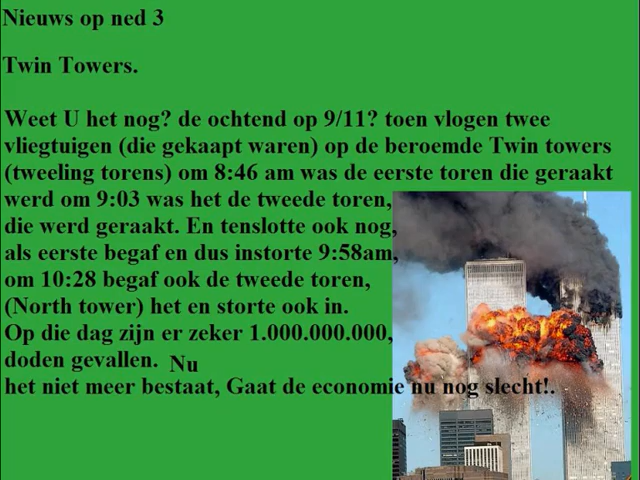 Nieuws op ned 3
Twin Towers.
Weet U het nog? de ochtend op 9/11? toen vlogen twee
vliegtuigen (die gekaapt waren) op de beroemde Twin towers
(tweeling torens) om 8:46 am was de eerste toren die geraakt
werd om 9:03 was het de tweede toren,
die werd geraakt. En tenslotte ook nog,
als eerste begaf en dus instorte 9:58am,
om 10:28 begaf ook de tweede toren,
(North tower) het en storte ook in.
Op die dag zijn er zeker 1.000.000.000,
doden gevallen. Nu
het niet meer bestaat, Gaat de economie nu nog slecht!.